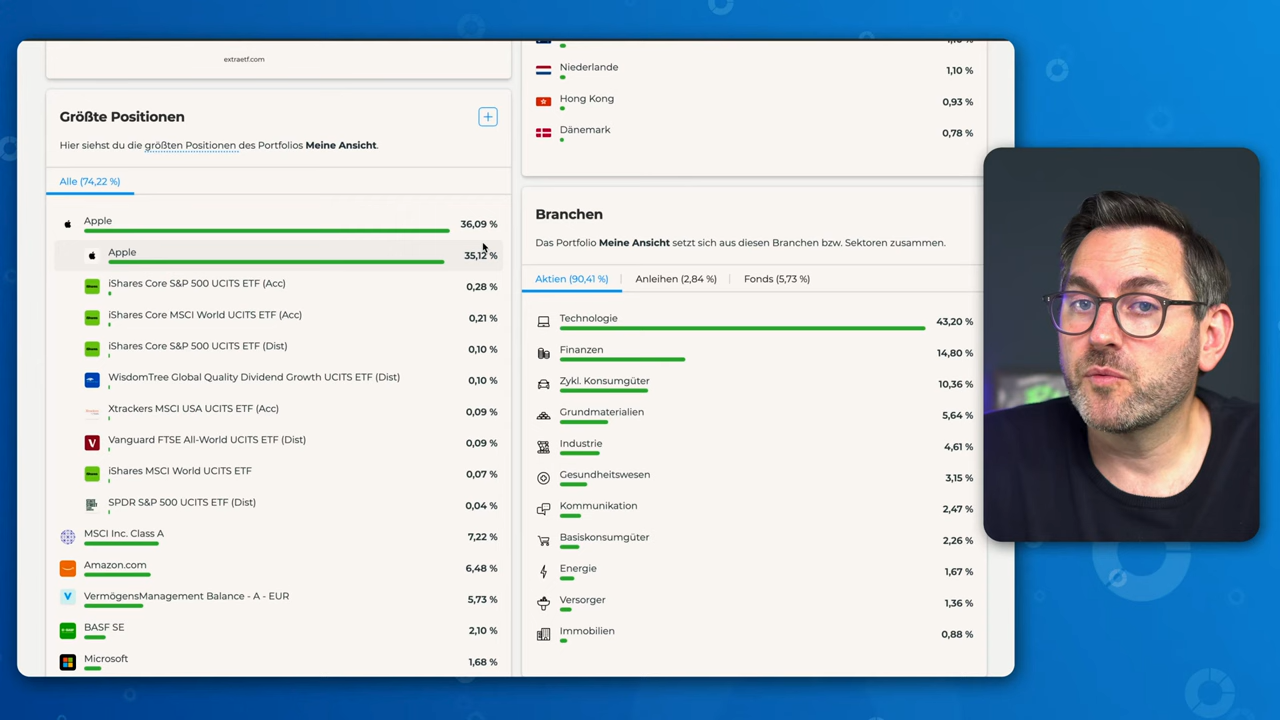 extraetf.com
Größte Positionen
Hier siehst du die größten Positionen des Portfolios Meine Ansicht.
Alle (74,22 %)
Apple 36,09 %
Apple 35,12 %
iShares Core S&P 500 UCITS ETF (Acc) 0,28 %
iShares Core MSCI World UCITS ETF (Acc) 0,21 %
iShares Core S&P 500 UCITS ETF (Dist) 0,10 %
WisdomTree Global Quality Dividend Growth UCITS ETF (Dist) 0,10 %
Xtrackers MSCI USA UCITS ETF (Acc) 0,09 %
Vanguard FTSE All-World UCITS ETF (Dist) 0,09 %
iShares MSCI World UCITS ETF 0,07 %
SPDR S&P 500 UCITS ETF (Dist) 0,04 %
MSCI Inc. Class A 7,22 %
Amazon.com 6,48 %
VermögensManagement Balance - A - EUR 5,73 %
BASF SE 2,10 %
Microsoft 1,68 %
Niederlande 1,10 %
Hong Kong 0,93 %
Dänemark 0,78 %
Branchen
Das Portfolio Meine Ansicht setzt sich aus diesen Branchen bzw. Sektoren zusammen.
Aktien (90,41 %) Anleihen (2,84 %) Fonds (5,73 %)
Technologie 43,20 %
Finanzen 14,80 %
Zykl. Konsumgüter 10,36 %
Grundmaterialien 5,64 %
Industrie 4,61 %
Gesundheitswesen 3,15 %
Kommunikation 2,47 %
Basiskonsumgüter 2,26 %
Energie 1,67 %
Versorger 1,36 %
Immobilien 0,88 %